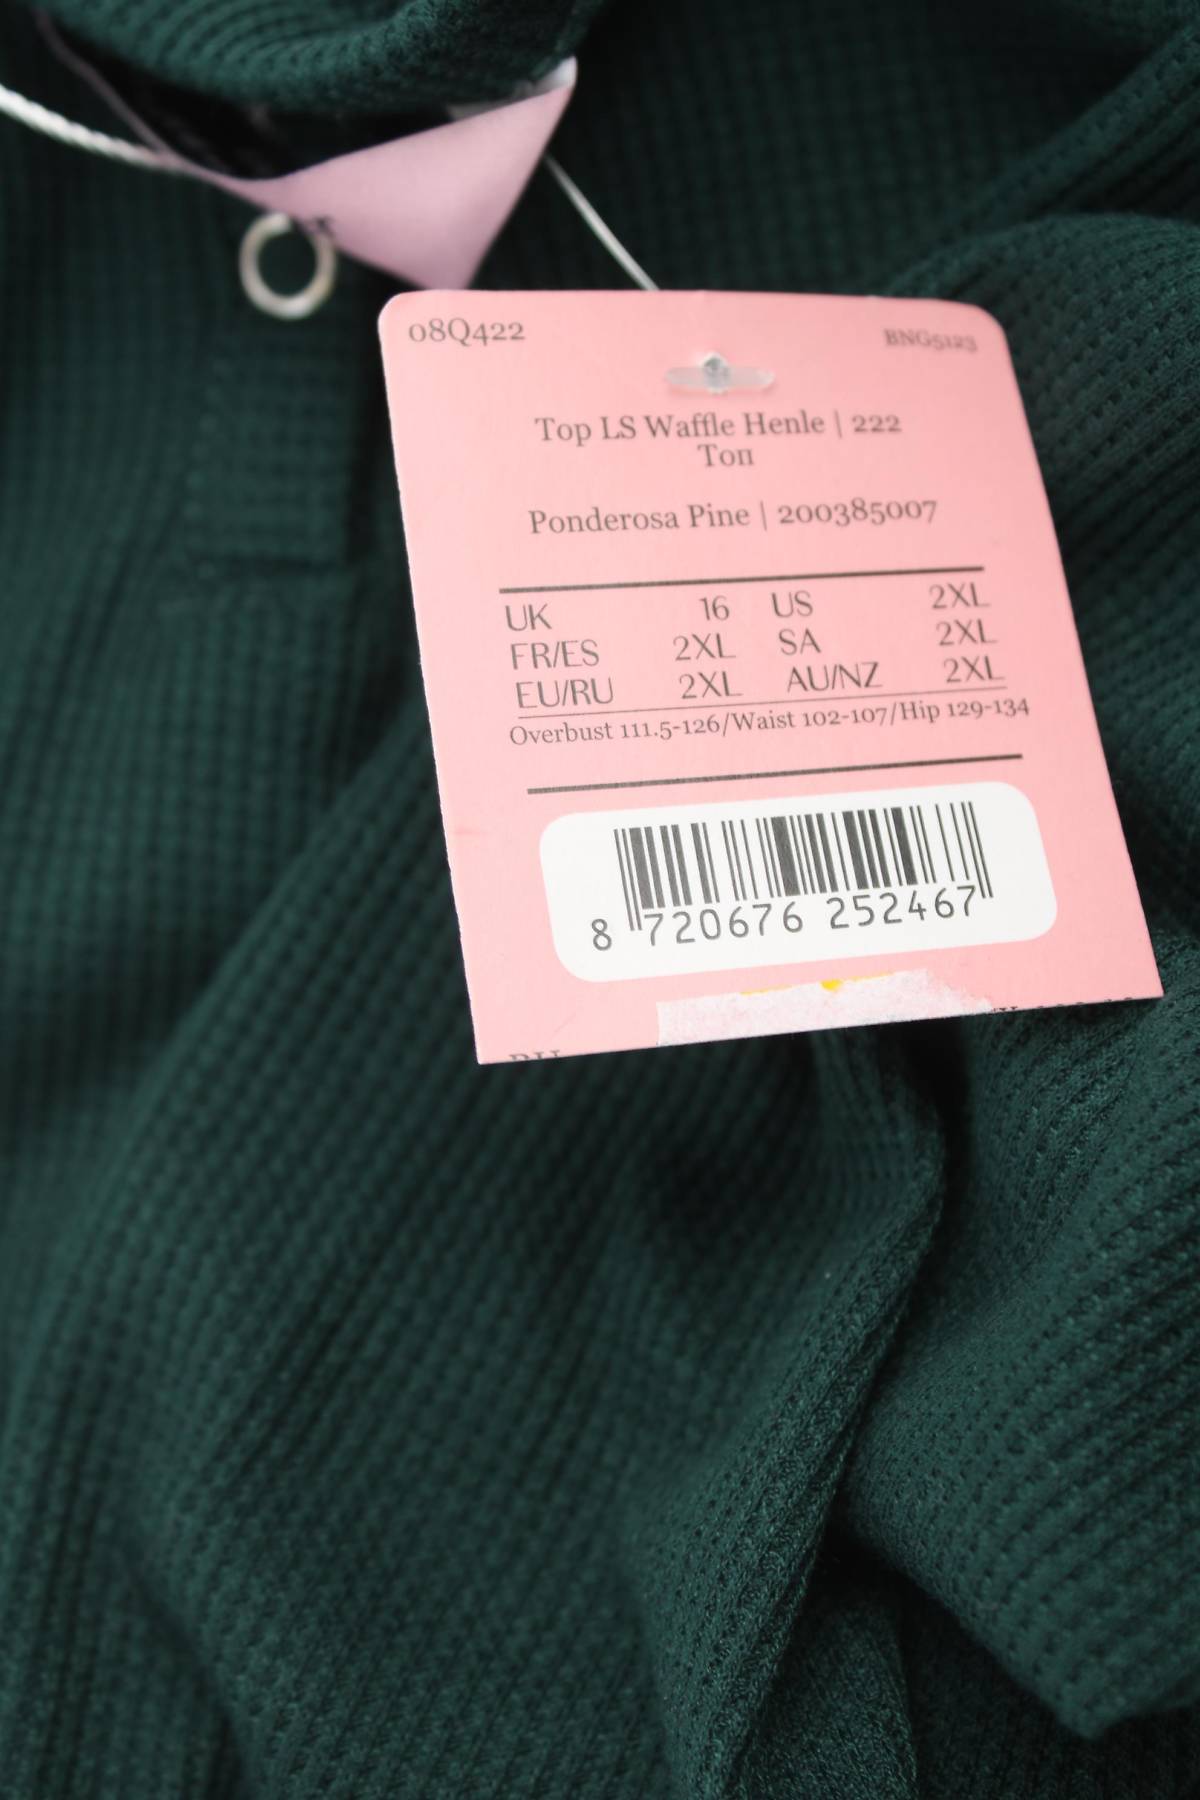 08Q422 BNG5123
Top LS Waffle Henle | 222
Топ
Ponderosa Pine | 200385007
UK 16 US 2XL
FR/ES 2XL SA 2XL
EU/RU 2XL AU/NZ 2XL
Overbust 111.5-126/Waist 102-107/Hip 129-134
8 720676 252467